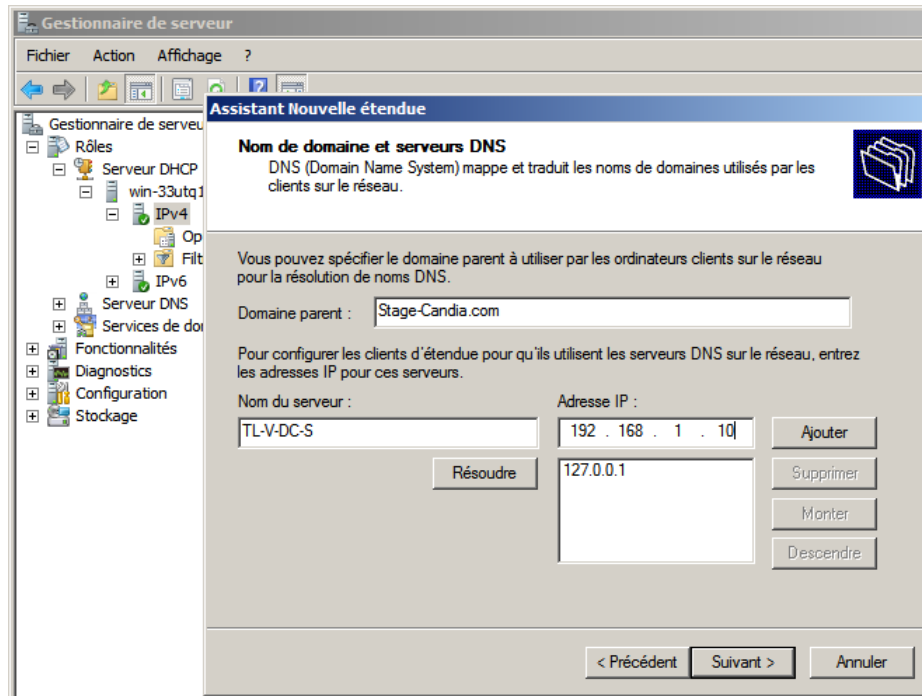 Gestionnaire de serveur
Fichier Action Affichage ?
Assistant Nouvelle étendue
Gestionnaire de serveu
Rôles
Serveur DHCP
win-33utq1
IPv4
Op
Filt
IPv6
Serveur DNS
Services de do
Fonctionnalités
Diagnostics
Configuration
Stockage
Nom de domaine et serveurs DNS
DNS (Domain Name System) mappe et traduit les noms de domaines utilisés par les
clients sur le réseau.
Vous pouvez spécifier le domaine parent à utiliser par les ordinateurs clients sur le réseau
pour la résolution de noms DNS.
Domaine parent : Stage-Candia.com
Pour configurer les clients d'étendue pour qu'ils utilisent les serveurs DNS sur le réseau, entrez
les adresses IP pour ces serveurs.
Nom du serveur : Adresse IP :
TL-V-DC-S 192 . 168 . 1 . 10 Ajouter
Résoudre 127.0.0.1 Supprimer
Monter
Descendre
< Précédent Suivant > Annuler